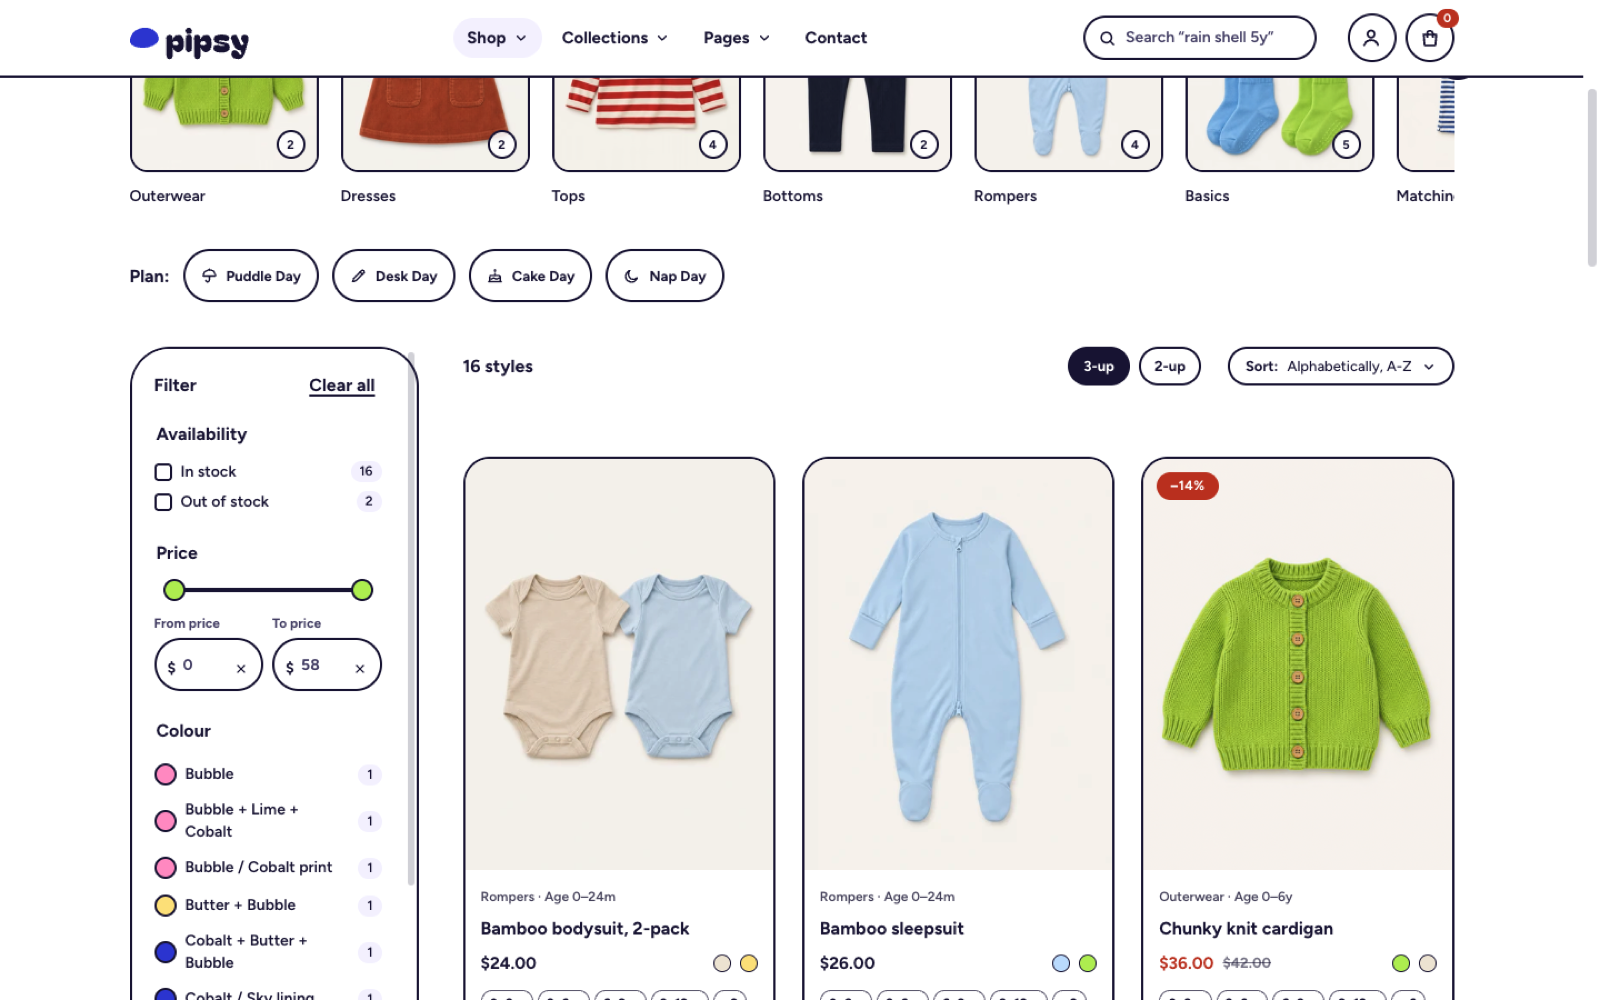 pipsy
Shop
Collections
Pages
Contact
Search “rain shell 5y”
0
2
2
4
2
4
5
Outerwear
Dresses
Tops
Bottoms
Rompers
Basics
Matchin
Plan:
Puddle Day
Desk Day
Cake Day
Nap Day
Filter
Clear all
Availability
In stock 16
Out of stock 2
Price
From price
To price
$ 0 ×
$ 58 ×
Colour
Bubble 1
Bubble + Lime +
Cobalt 1
Bubble / Cobalt print 1
Butter + Bubble 1
Cobalt + Butter +
Bubble 1
Cobalt / Sky lining 1
16 styles
3-up
2-up
Sort: Alphabetically, A-Z
Rompers · Age 0–24m
Bamboo bodysuit, 2-pack
$24.00
Rompers · Age 0–24m
Bamboo sleepsuit
$26.00
−14%
Outerwear · Age 0–6y
Chunky knit cardigan
$36.00 $42.00